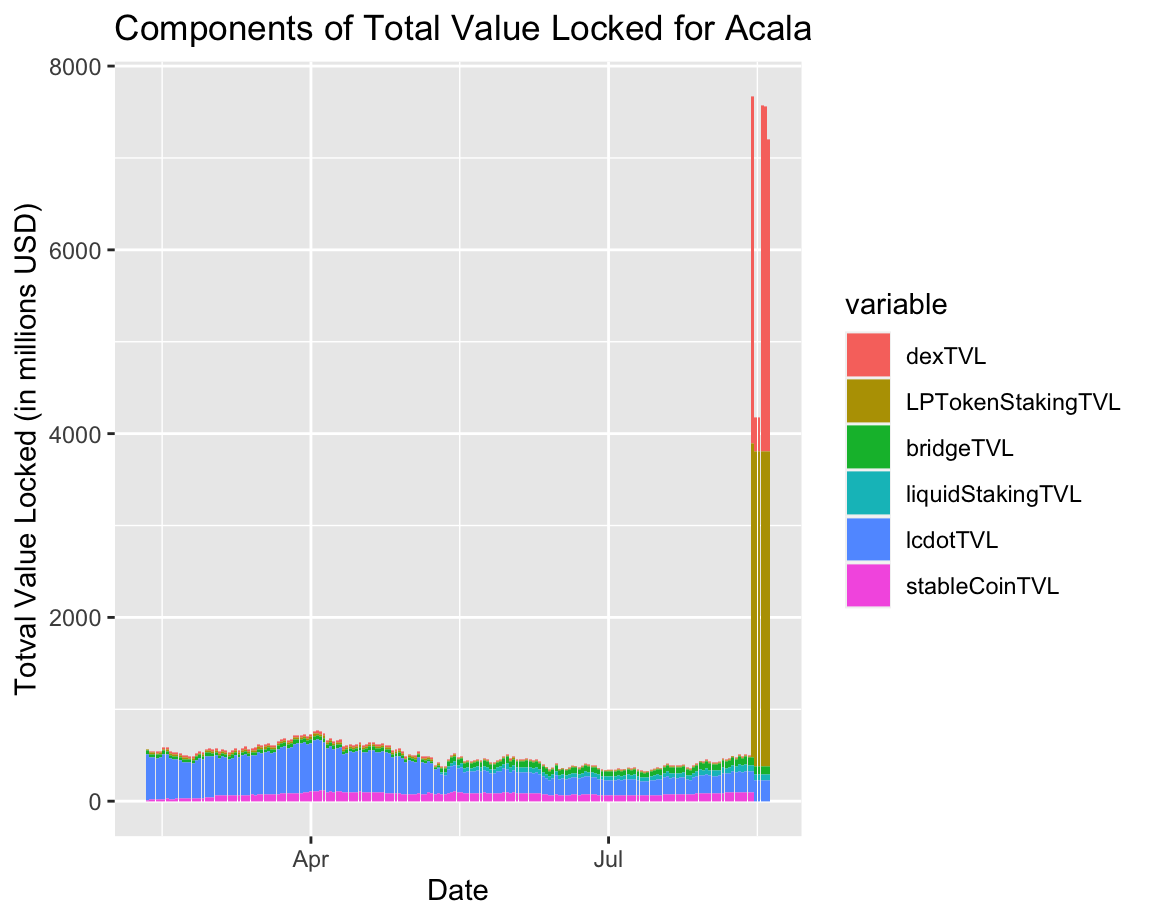 Components of Total Value Locked for Acala
Totval Value Locked (in millions USD)
8000
6000
4000
2000
0
Apr
Jul
Date
variable
dexTVL
LPTokenStakingTVL
bridgeTVL
liquidStakingTVL
lcdotTVL
stableCoinTVL